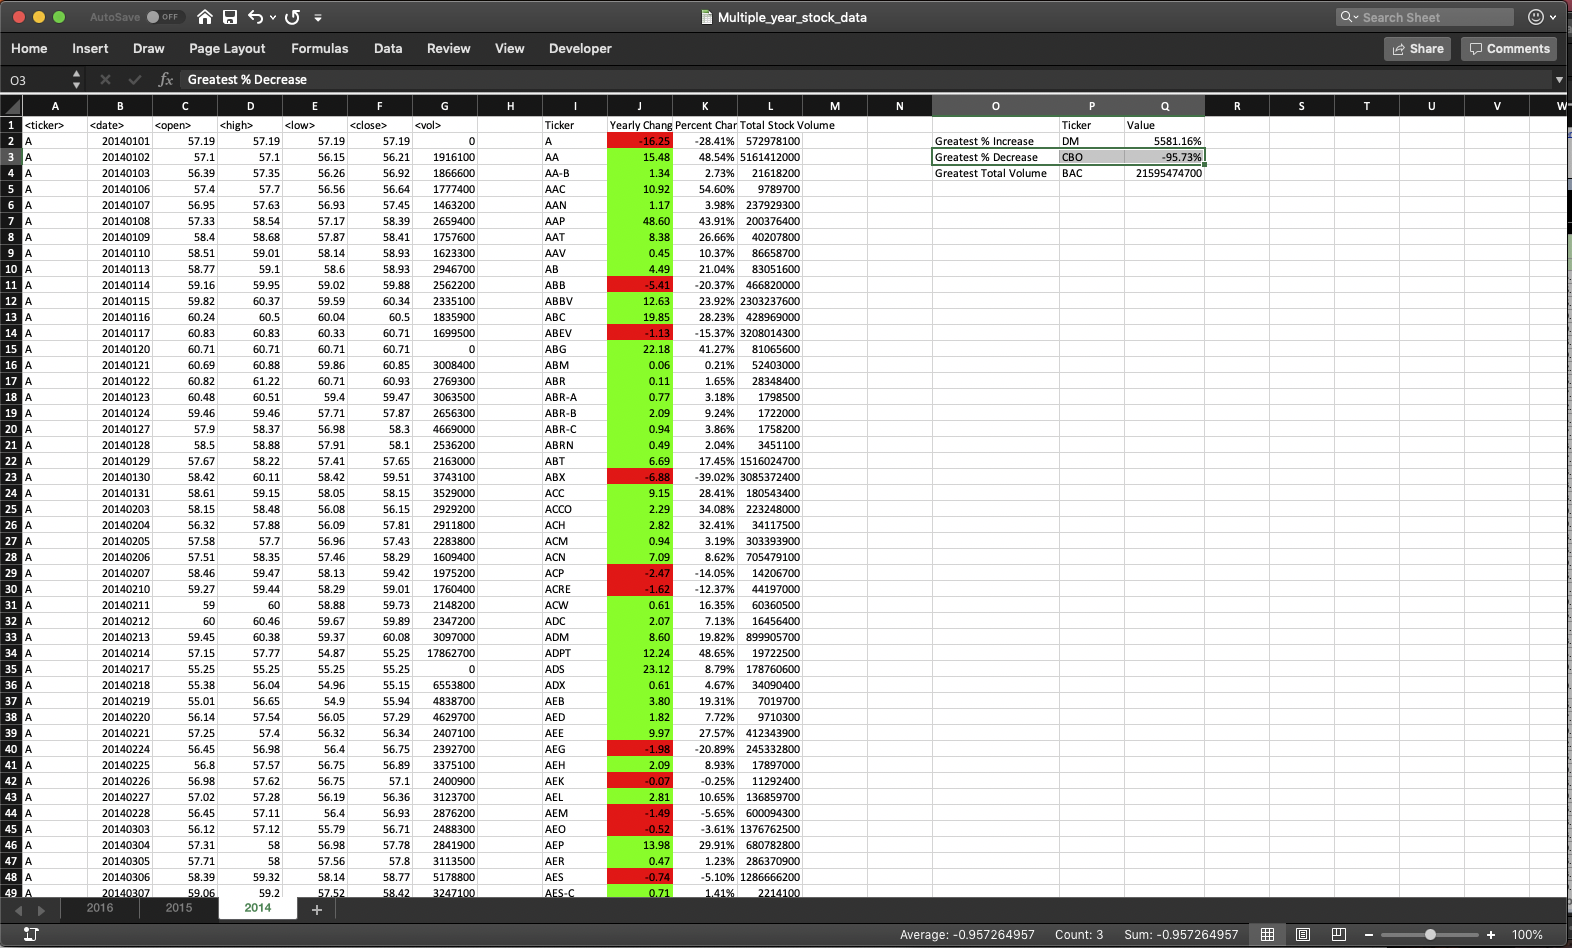 AutoSave OFF Multiple_year_stock_data Search Sheet
Home Insert Draw Page Layout Formulas Data Review View Developer Share Comments
O3 fx Greatest % Decrease
A B C D E F G H I J K L M N O P Q R S T U V W
1 <ticker> <date> <open> <high> <low> <close> <vol> Ticker Yearly Chang Percent Char Total Stock Volume Ticker Value
2 A 20140101 57.19 57.19 57.19 57.19 0 A -16.25 -28.41% 572978100 Greatest % Increase DM 5581.16%
3 A 20140102 57.1 57.1 56.15 56.21 1916100 AA 15.48 48.54% 5161412000 Greatest % Decrease CBO -95.73%
4 A 20140103 56.39 57.35 56.26 56.92 1866600 AA-B 1.34 2.73% 21618200 Greatest Total Volume BAC 21595474700
5 A 20140106 57.4 57.7 56.56 56.64 1777400 AAC 10.92 54.60% 9789700
6 A 20140107 56.95 57.63 56.93 57.45 1463200 AAN 1.17 3.98% 237929300
7 A 20140108 57.33 58.54 57.17 58.39 2659400 AAP 48.60 43.91% 200376400
8 A 20140109 58.4 58.68 57.87 58.41 1757600 AAT 8.38 26.66% 40207800
9 A 20140110 58.51 59.01 58.14 58.93 1623300 AAV 0.45 10.37% 86658700
10 A 20140113 58.77 59.1 58.6 58.93 2946700 AB 4.49 21.04% 83051600
11 A 20140114 59.16 59.95 59.02 59.88 2562200 ABB -5.41 -20.37% 466820000
12 A 20140115 59.82 60.37 59.59 60.34 2335100 ABBV 12.63 23.92% 2303237600
13 A 20140116 60.24 60.5 60.04 60.5 1835900 ABC 19.85 28.23% 428969000
14 A 20140117 60.83 60.83 60.33 60.71 1699500 ABEV -1.13 -15.37% 3208014300
15 A 20140120 60.71 60.71 60.71 60.71 0 ABG 22.18 41.27% 81065600
16 A 20140121 60.69 60.88 59.86 60.85 3008400 ABM 0.06 0.21% 52403000
17 A 20140122 60.82 61.22 60.71 60.93 2769300 ABR 0.11 1.65% 28348400
18 A 20140123 60.48 60.51 59.4 59.47 3063500 ABR-A 0.77 3.18% 1798500
19 A 20140124 59.46 59.46 57.71 57.87 2656300 ABR-B 2.09 9.24% 1722000
20 A 20140127 57.9 58.37 56.98 58.3 4669000 ABR-C 0.94 3.86% 1758200
21 A 20140128 58.5 58.88 57.91 58.1 2536200 ABRN 0.49 2.04% 3451100
22 A 20140129 57.67 58.22 57.41 57.65 2163000 ABT 6.69 17.45% 1516024700
23 A 20140130 58.42 60.11 58.42 59.51 3743100 ABX -6.88 -39.02% 3085372400
24 A 20140131 58.61 59.15 58.05 58.15 3529000 ACC 9.15 28.41% 180543400
25 A 20140203 58.15 58.48 56.08 56.15 2929200 ACCO 2.29 34.08% 223248000
26 A 20140204 56.32 57.88 56.09 57.81 2911800 ACH 2.82 32.41% 34117500
27 A 20140205 57.58 57.7 56.96 57.43 2283800 ACM 0.94 3.19% 303393900
28 A 20140206 57.51 58.35 57.46 58.29 1609400 ACN 7.09 8.62% 705479100
29 A 20140207 58.46 59.47 58.13 59.42 1975200 ACP -2.47 -14.05% 14206700
30 A 20140210 59.27 59.44 58.29 59.01 1760400 ACRE -1.62 -12.37% 44197000
31 A 20140211 59 60 58.88 59.73 2148200 ACW 0.61 16.35% 60360500
32 A 20140212 60 60.46 59.67 59.89 2347200 ADC 2.07 7.13% 16456400
33 A 20140213 59.45 60.38 59.37 60.08 3097000 ADM 8.60 19.82% 899905700
34 A 20140214 57.15 57.77 54.87 55.25 17862700 ADPT 12.24 48.65% 19722500
35 A 20140217 55.25 55.25 55.25 55.25 0 ADS 23.12 8.79% 178760600
36 A 20140218 55.38 56.04 54.96 55.15 6553800 ADX 0.61 4.67% 34090400
37 A 20140219 55.01 56.65 54.9 55.94 4838700 AEB 3.80 19.31% 7019700
38 A 20140220 56.14 57.54 56.05 57.29 4629700 AED 1.82 7.72% 9710300
39 A 20140221 57.25 57.4 56.32 56.34 2407100 AEE 9.97 27.57% 412343900
40 A 20140224 56.45 56.98 56.4 56.75 2392700 AEG -1.98 -20.89% 245332800
41 A 20140225 56.8 57.57 56.75 56.89 3375100 AEH 2.09 8.93% 17897000
42 A 20140226 56.98 57.62 56.75 57.1 2400900 AEK -0.07 -0.25% 11292400
43 A 20140227 57.02 57.28 56.19 56.36 3123700 AEL 2.81 10.65% 136859700
44 A 20140228 56.45 57.11 56.4 56.93 2876200 AEM -1.49 -5.65% 600094300
45 A 20140303 56.12 57.12 55.79 56.71 2488300 AEO -0.52 -3.61% 1376762500
46 A 20140304 57.31 58 56.98 57.78 2841900 AEP 13.98 29.91% 680782800
47 A 20140305 57.71 58 57.56 57.8 3113500 AER 0.47 1.23% 286370900
48 A 20140306 58.39 59.32 58.14 58.77 5178800 AES -0.74 -5.10% 1286666200
49 A 20140307 59.06 59.2 57.52 58.42 3247100 AES-C 0.71 1.41% 2214100
2016 2015 2014 +
Average: -0.957264957 Count: 3 Sum: -0.957264957 − + 100%